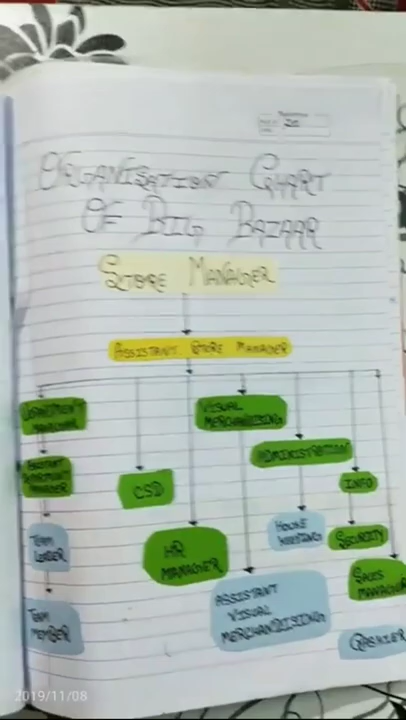 ORGANISATION CHART
OF BIG BAZAAR
STORE MANAGER
ASSISTANT STORE MANAGER
DEPARTMENT
MANAGER
VISUAL
MERCHANDISING
ADMINISTRATION
ASSISTANT
DEPARTMENT
MANAGER
CSD
INFO
TEAM
LEADER
HR
MANAGER
HOUSE
KEEPING
SECURITY
SALES
MANAGER
ASSISTANT
VISUAL
MERCHANDISING
TEAM
MEMBER
CASHIER
2019/11/08